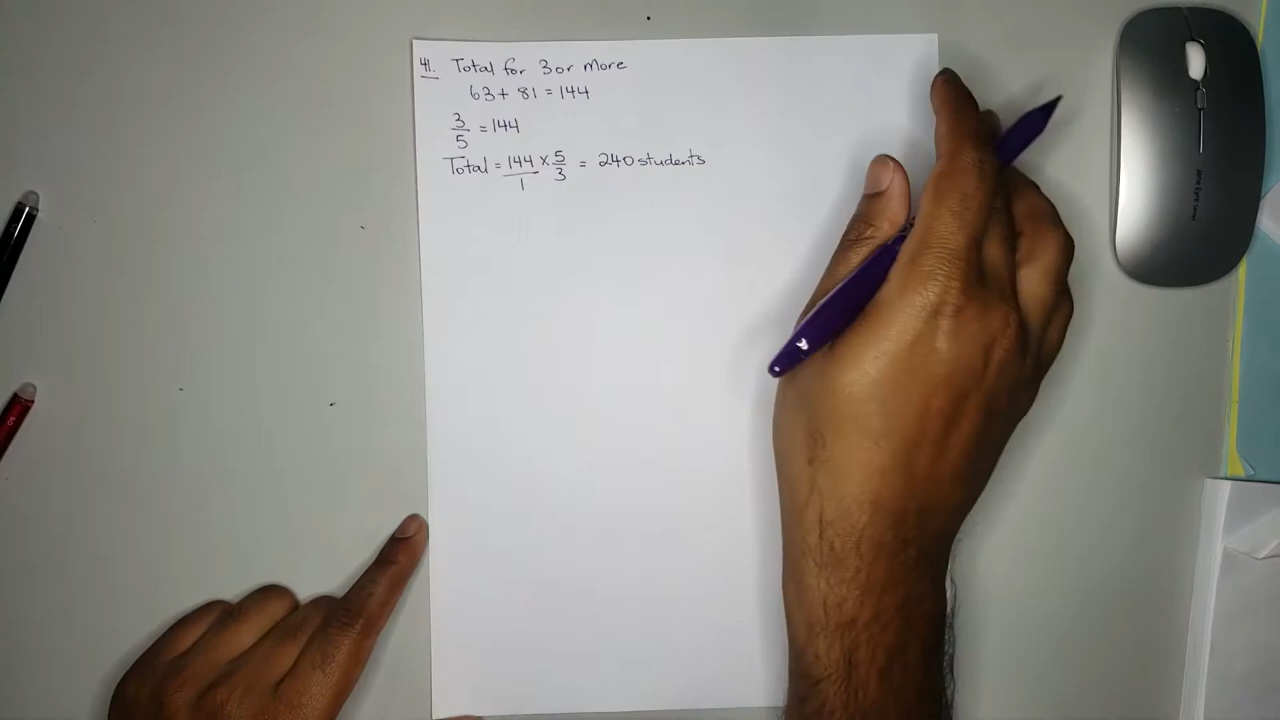 41. Total for 3 or more
63 + 81 = 144
3/5 = 144
Total = 144/1 × 5/3 = 240 students